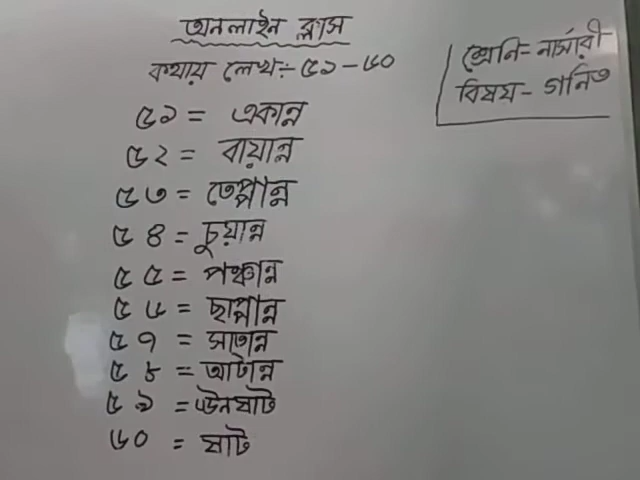 অনলাইন ক্লাস
কথায় লেখ÷ ৫১-৬০
শ্রেনি- নার্সারী
বিষয়- গনিত
৫১ = একান্ন
৫২ = বায়ান্ন
৫৩ = তেপ্পান্ন
৫৪ = চুয়ান্ন
৫৫ = পঞ্চান্ন
৫৬ = ছাপ্পান্ন
৫৭ = সাতান্ন
৫৮ = আটান্ন
৫৯ = ঊনষাট
৬০ = ষাট